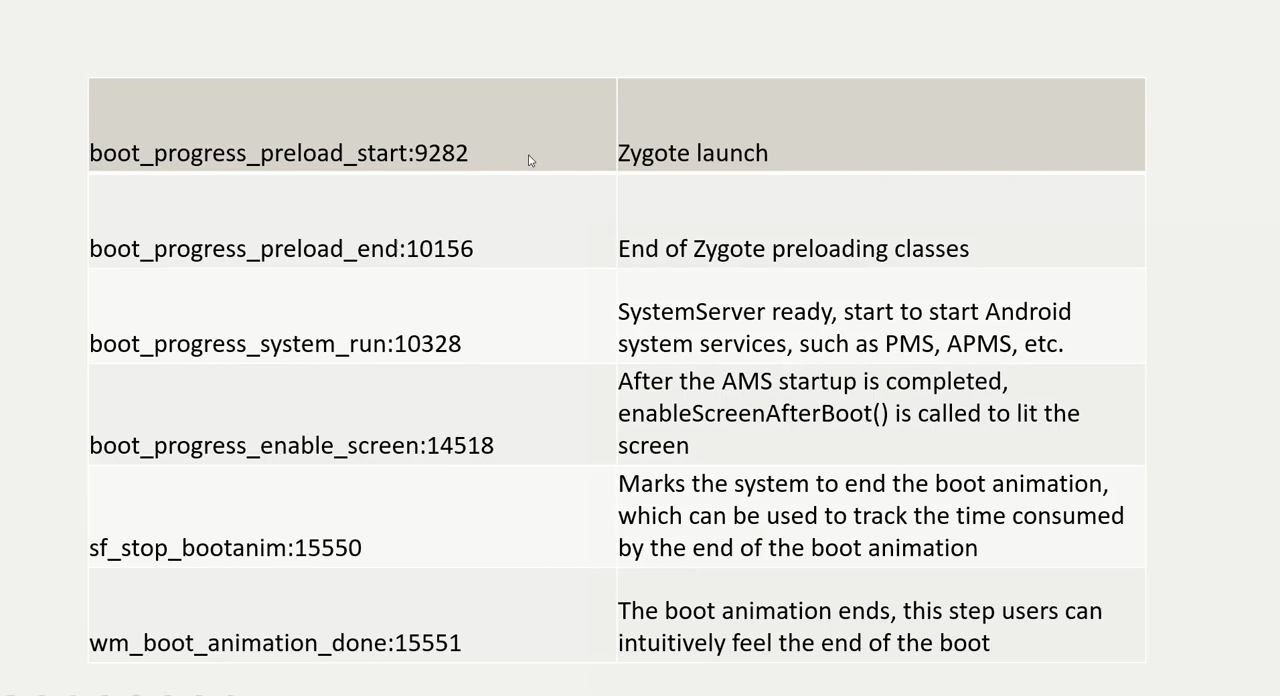 boot_progress_preload_start:9282
Zygote launch
boot_progress_preload_end:10156
End of Zygote preloading classes
boot_progress_system_run:10328
SystemServer ready, start to start Android
system services, such as PMS, APMS, etc.
boot_progress_enable_screen:14518
After the AMS startup is completed,
enableScreenAfterBoot() is called to lit the
screen
sf_stop_bootanim:15550
Marks the system to end the boot animation,
which can be used to track the time consumed
by the end of the boot animation
wm_boot_animation_done:15551
The boot animation ends, this step users can
intuitively feel the end of the boot